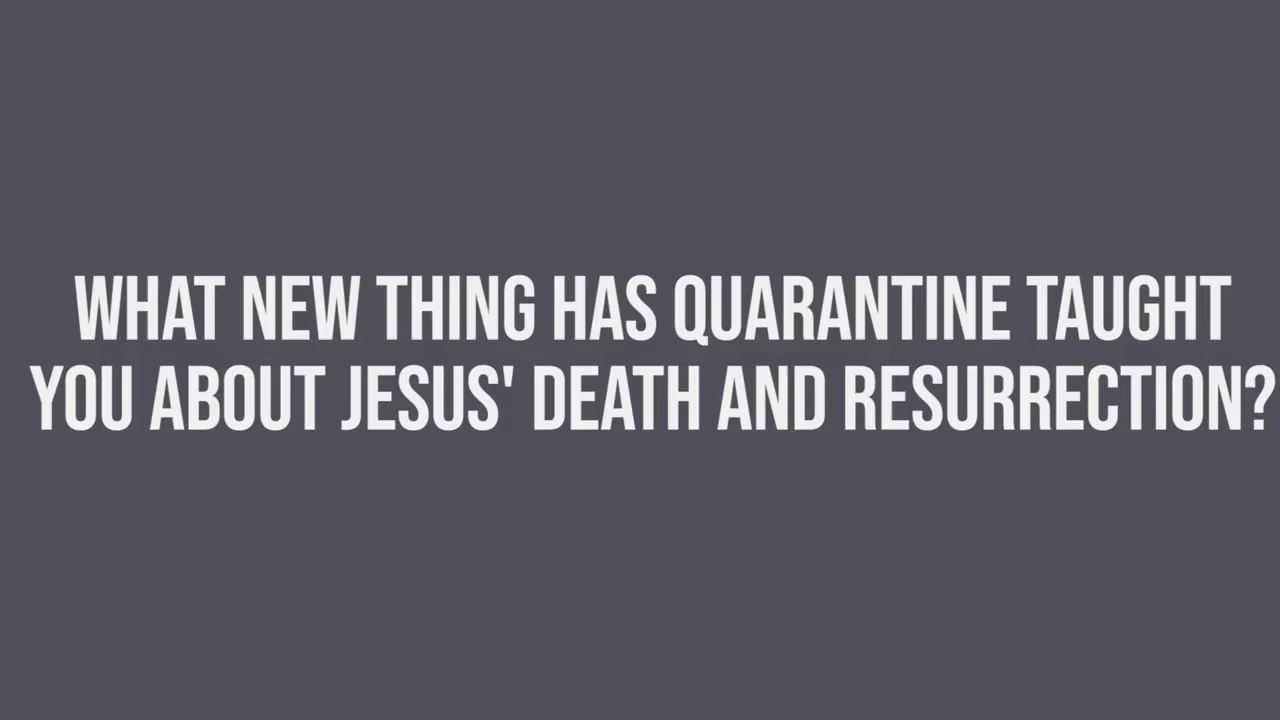 WHAT NEW THING HAS QUARANTINE TAUGHT
YOU ABOUT JESUS' DEATH AND RESURRECTION?